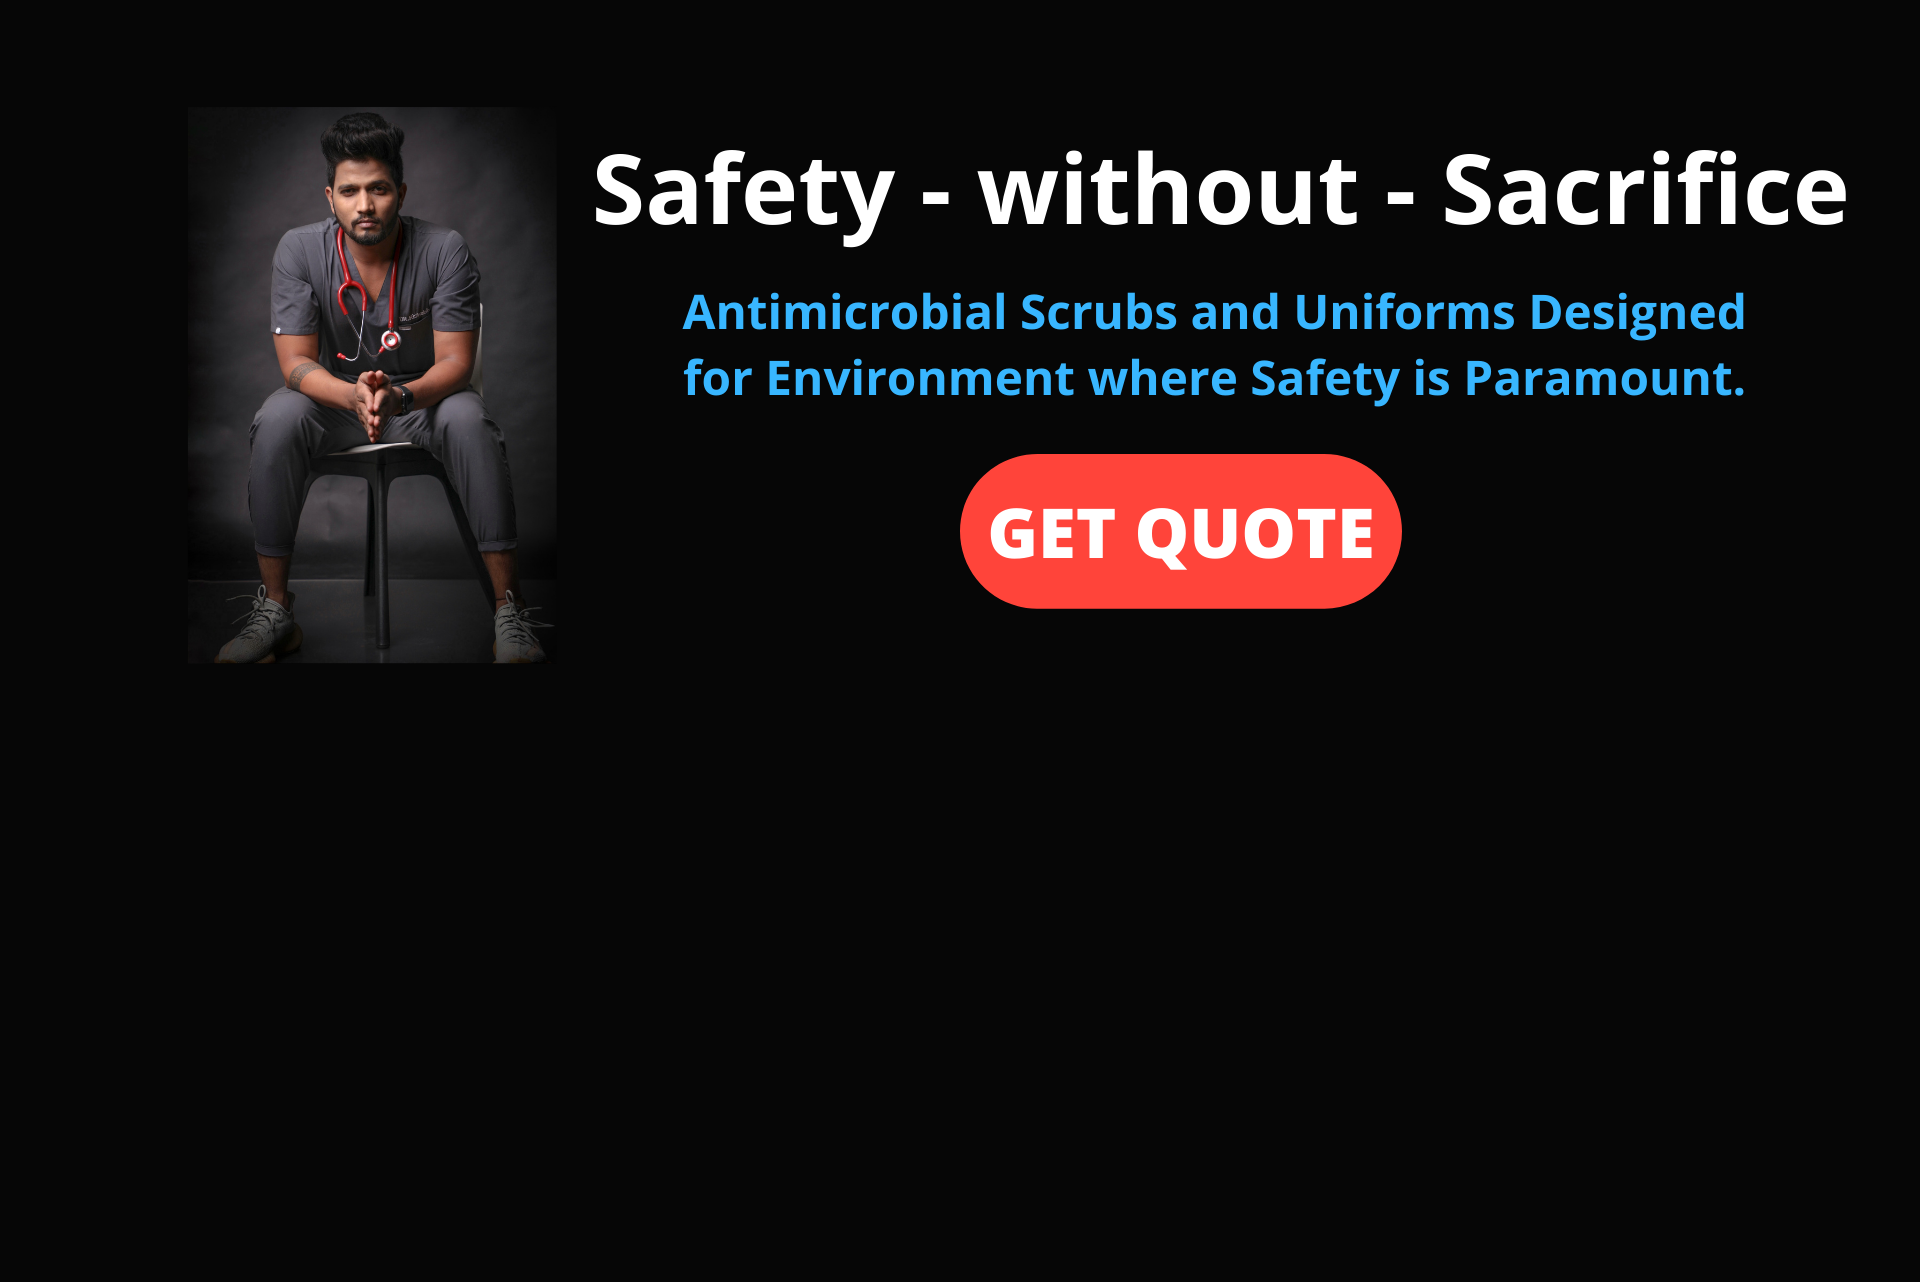 Safety - without - Sacrifice
Antimicrobial Scrubs and Uniforms Designed
for Environment where Safety is Paramount.
GET QUOTE